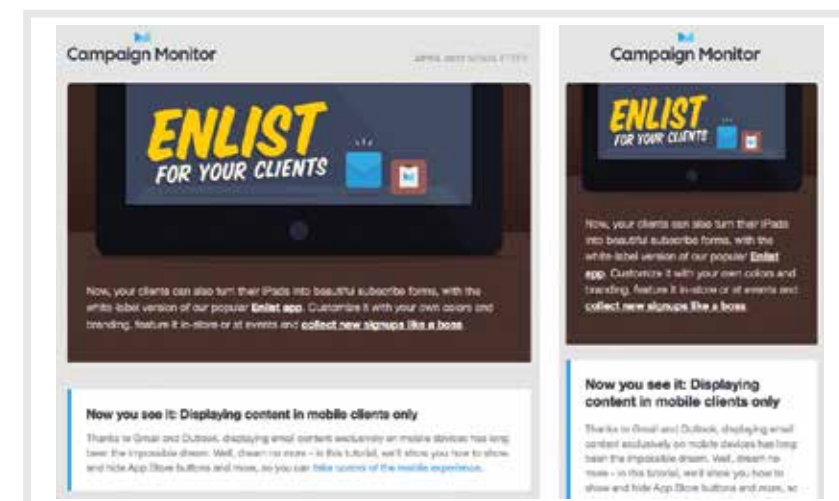 Campaign Monitor
APRIL 2013 NEWSLETTER
ENLIST
FOR YOUR CLIENTS
Now, your clients can also turn their iPads into beautiful subscribe forms, with the
white-label version of our popular Enlist app. Customize it with your own colors and
branding, feature it in-store or at events and collect new signups like a boss.
Now you see it: Displaying content in mobile clients only
Thanks to Gmail and Outlook, displaying email content exclusively on mobile devices has long
been the impossible dream. Well, dream no more - in this tutorial, we'll show you how to show
and hide App Store buttons and more, so you can take control of the mobile experience.
Campaign Monitor
ENLIST
FOR YOUR CLIENTS
Now, your clients can also turn their iPads
into beautiful subscribe forms, with the
white-label version of our popular Enlist
app. Customize it with your own colors and
branding, feature it in-store or at events and
collect new signups like a boss.
Now you see it: Displaying
content in mobile clients only
Thanks to Gmail and Outlook, displaying email
content exclusively on mobile devices has long
been the impossible dream. Well, dream no
more - in this tutorial, we'll show you how to
show and hide App Store buttons and more, so